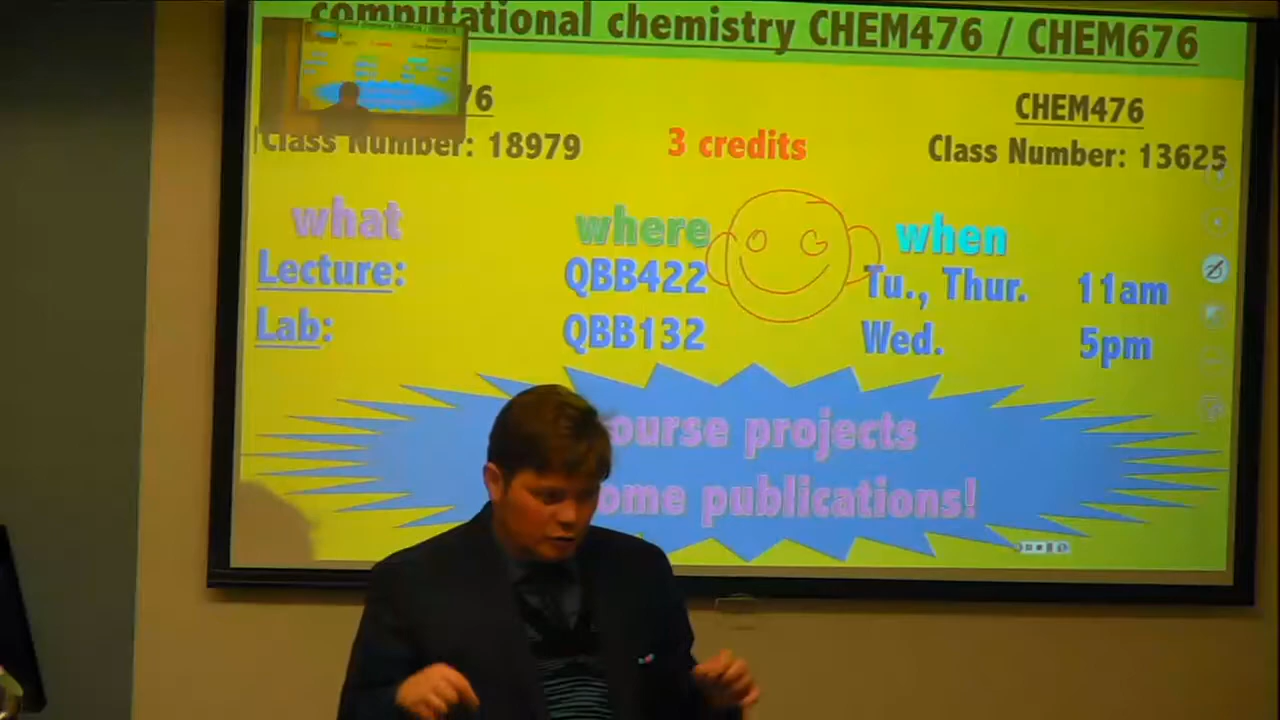 computational chemistry CHEM476 / CHEM676
76
CHEM476
Class Number: 18979
3 credits
Class Number: 13625
what
where
when
Lecture:
QBB422
Tu., Thur.
11am
Lab:
QBB132
Wed.
5pm
ourse projects
ome publications!